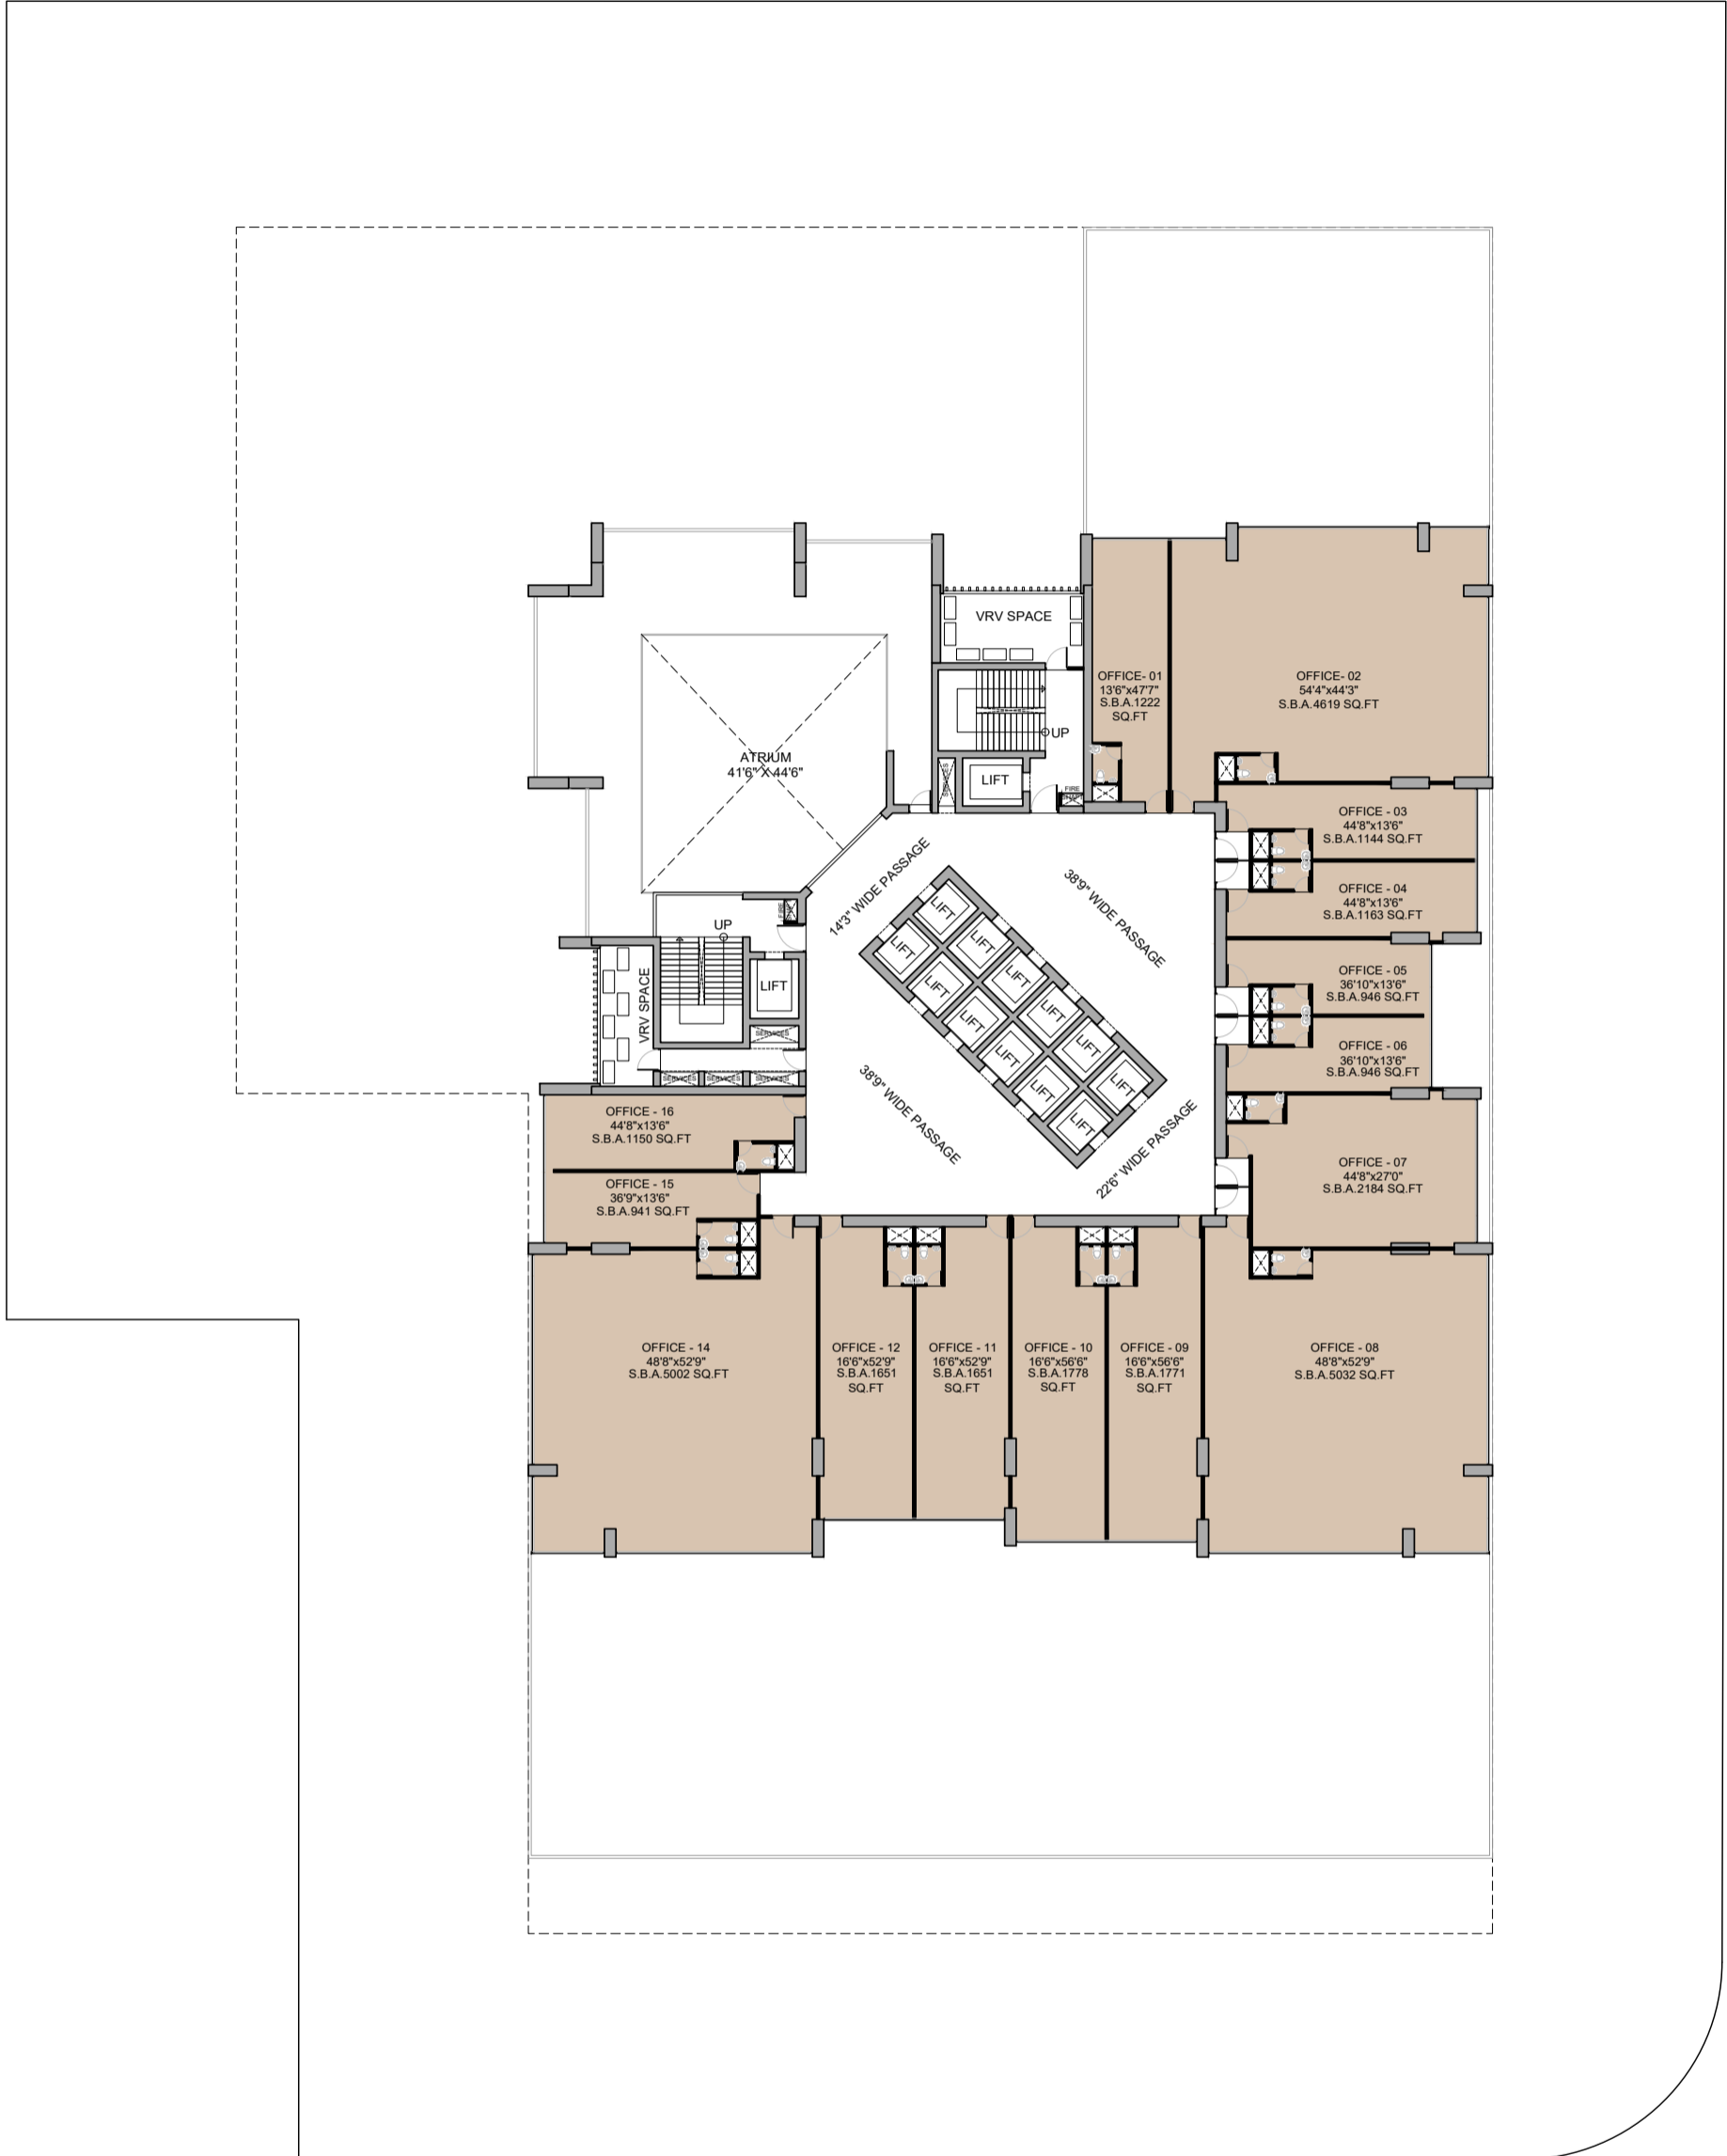 VRV SPACE
OFFICE- 01
13'6"x47'7"
S.B.A.1222
SQ.FT
OFFICE- 02
54'4"x44'3"
S.B.A.4619 SQ.FT
UP
ATRIUM
41'6" X 44'6"
SERVICES
LIFT
FIRE
OFFICE - 03
44'8"x13'6"
S.B.A.1144 SQ.FT
OFFICE - 04
44'8"x13'6"
S.B.A.1163 SQ.FT
14'3" WIDE PASSAGE
38'9" WIDE PASSAGE
FIRE
UP
LIFT
SERVICES
VRV SPACE
SERVICES
SERVICES
SERVICES
LIFT
LIFT
LIFT
LIFT
LIFT
LIFT
LIFT
LIFT
LIFT
LIFT
LIFT
LIFT
OFFICE - 05
36'10"x13'6"
S.B.A.946 SQ.FT
OFFICE - 06
36'10"x13'6"
S.B.A.946 SQ.FT
38'9" WIDE PASSAGE
22'6" WIDE PASSAGE
OFFICE - 16
44'8"x13'6"
S.B.A.1150 SQ.FT
OFFICE - 15
36'9"x13'6"
S.B.A.941 SQ.FT
OFFICE - 07
44'8"x27'0"
S.B.A.2184 SQ.FT
OFFICE - 14
48'8"x52'9"
S.B.A.5002 SQ.FT
OFFICE - 12
16'6"x52'9"
S.B.A.1651
SQ.FT
OFFICE - 11
16'6"x52'9"
S.B.A.1651
SQ.FT
OFFICE - 10
16'6"x56'6"
S.B.A.1778
SQ.FT
OFFICE - 09
16'6"x56'6"
S.B.A.1771
SQ.FT
OFFICE - 08
48'8"x52'9"
S.B.A.5032 SQ.FT